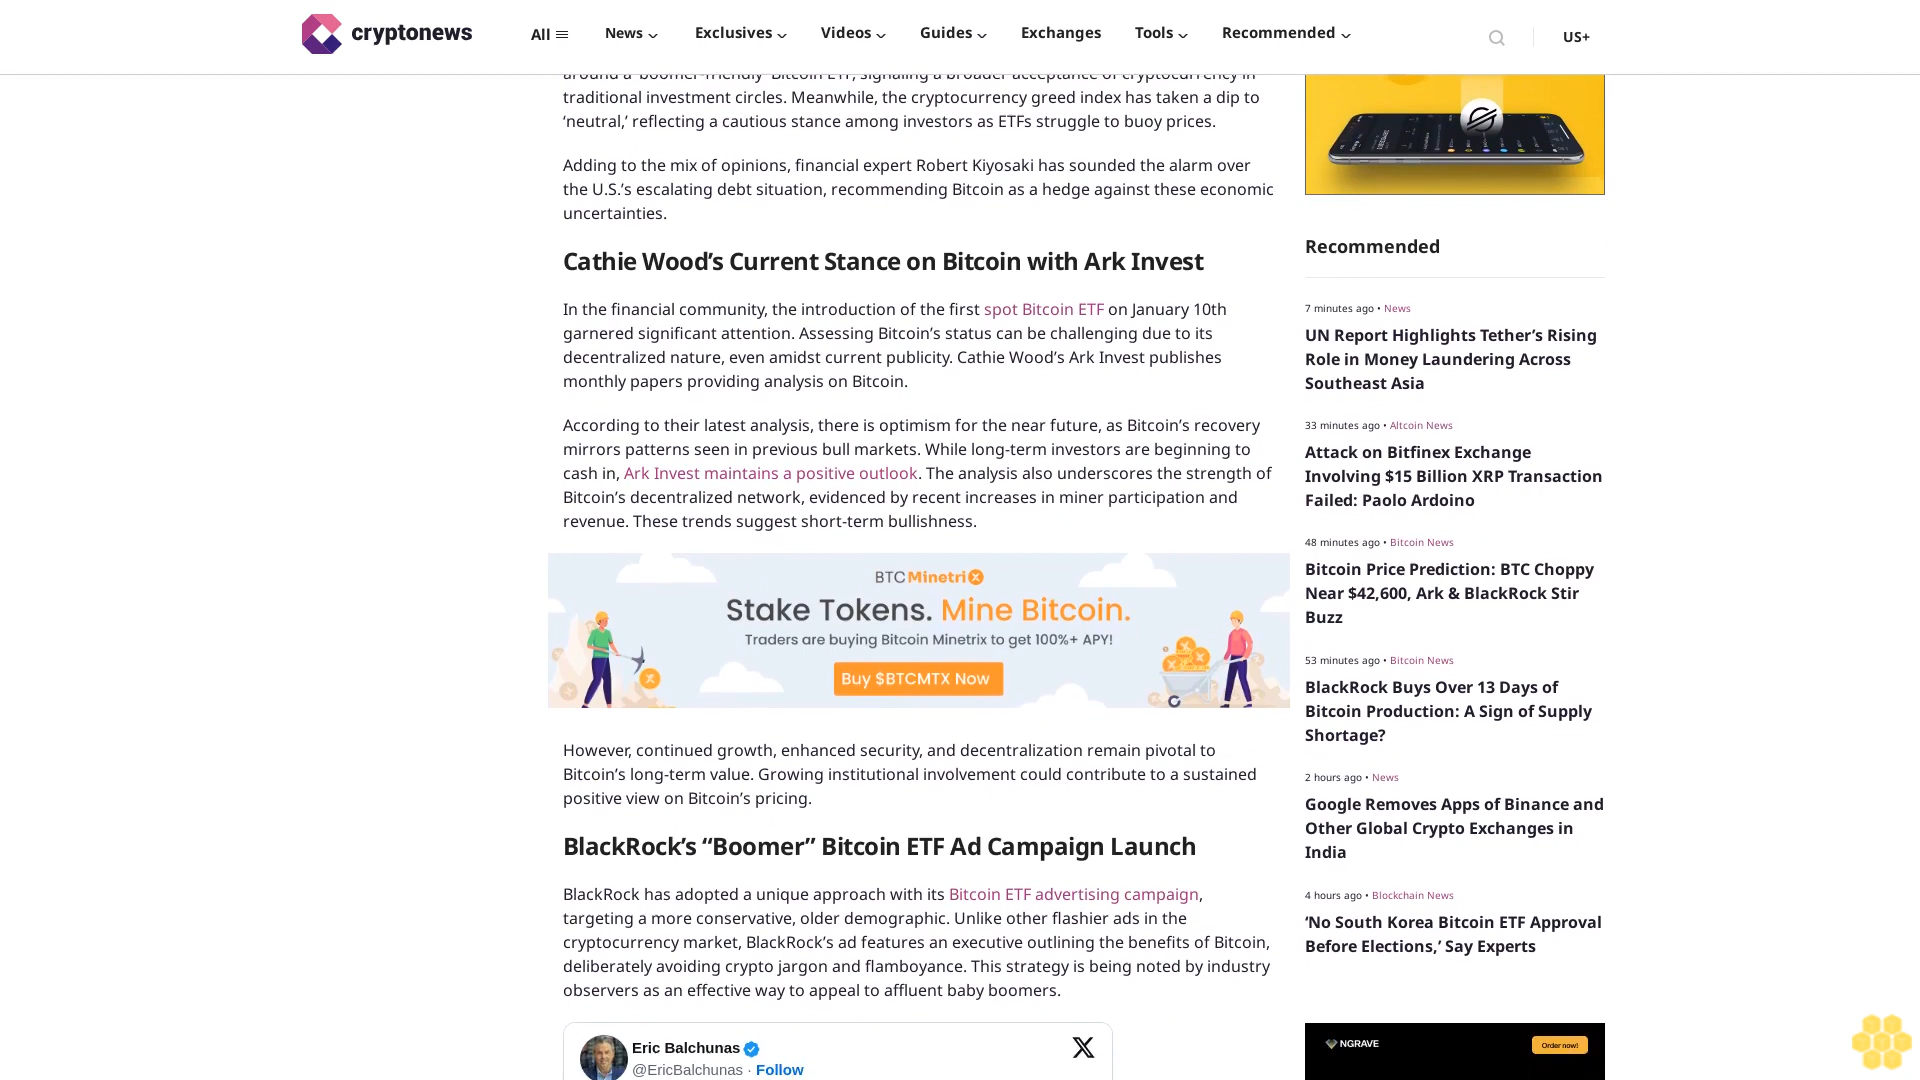 cryptonews
All
News
Exclusives
Videos
Guides
Exchanges
Tools
Recommended
US+
around a ‘boomer-friendly’ Bitcoin ETF, signaling a broader acceptance of cryptocurrency in
traditional investment circles. Meanwhile, the cryptocurrency greed index has taken a dip to
‘neutral,’ reflecting a cautious stance among investors as ETFs struggle to buoy prices.
Adding to the mix of opinions, financial expert Robert Kiyosaki has sounded the alarm over
the U.S.’s escalating debt situation, recommending Bitcoin as a hedge against these economic
uncertainties.
Cathie Wood’s Current Stance on Bitcoin with Ark Invest
In the financial community, the introduction of the first spot Bitcoin ETF on January 10th
garnered significant attention. Assessing Bitcoin’s status can be challenging due to its
decentralized nature, even amidst current publicity. Cathie Wood’s Ark Invest publishes
monthly papers providing analysis on Bitcoin.
According to their latest analysis, there is optimism for the near future, as Bitcoin’s recovery
mirrors patterns seen in previous bull markets. While long-term investors are beginning to
cash in, Ark Invest maintains a positive outlook. The analysis also underscores the strength of
Bitcoin’s decentralized network, evidenced by recent increases in miner participation and
revenue. These trends suggest short-term bullishness.
BTC Minetrix
Stake Tokens. Mine Bitcoin.
Traders are buying Bitcoin Minetrix to get 100%+ APY!
Buy $BTCMTX Now
However, continued growth, enhanced security, and decentralization remain pivotal to
Bitcoin’s long-term value. Growing institutional involvement could contribute to a sustained
positive view on Bitcoin’s pricing.
BlackRock’s “Boomer” Bitcoin ETF Ad Campaign Launch
BlackRock has adopted a unique approach with its Bitcoin ETF advertising campaign,
targeting a more conservative, older demographic. Unlike other flashier ads in the
cryptocurrency market, BlackRock’s ad features an executive outlining the benefits of Bitcoin,
deliberately avoiding crypto jargon and flamboyance. This strategy is being noted by industry
observers as an effective way to appeal to affluent baby boomers.
Eric Balchunas
@EricBalchunas · Follow
Recommended
7 minutes ago • News
UN Report Highlights Tether’s Rising
Role in Money Laundering Across
Southeast Asia
33 minutes ago • Altcoin News
Attack on Bitfinex Exchange
Involving $15 Billion XRP Transaction
Failed: Paolo Ardoino
48 minutes ago • Bitcoin News
Bitcoin Price Prediction: BTC Choppy
Near $42,600, Ark & BlackRock Stir
Buzz
53 minutes ago • Bitcoin News
BlackRock Buys Over 13 Days of
Bitcoin Production: A Sign of Supply
Shortage?
2 hours ago • News
Google Removes Apps of Binance and
Other Global Crypto Exchanges in
India
4 hours ago • Blockchain News
‘No South Korea Bitcoin ETF Approval
Before Elections,’ Say Experts
NGRAVE
Order now!